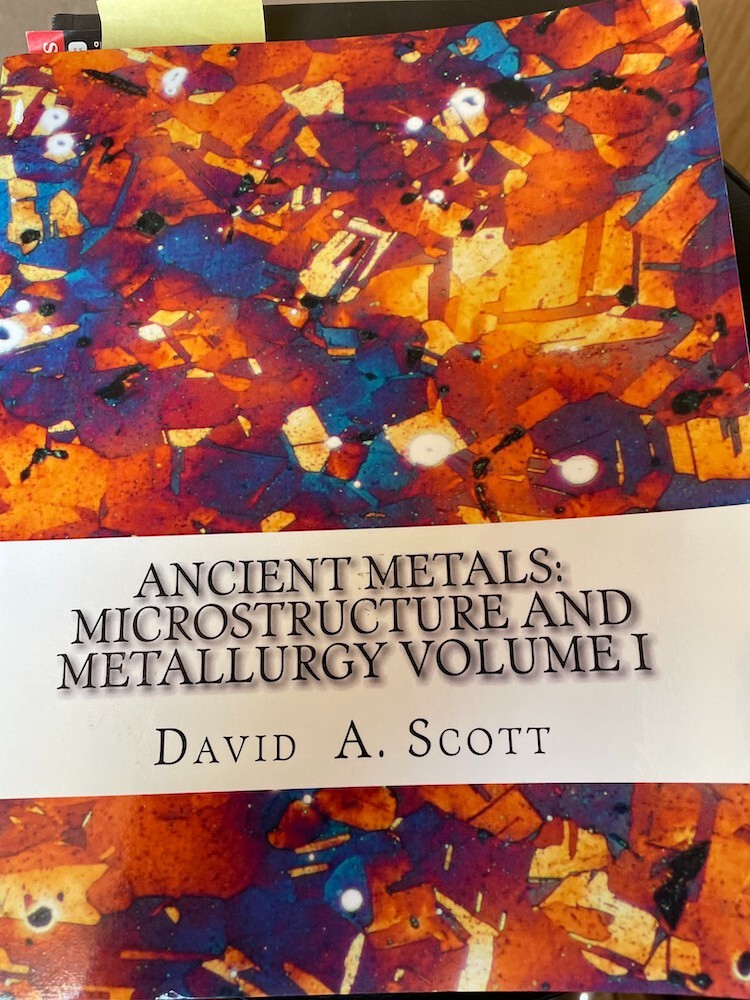 ANCIENT METALS:
MICROSTRUCTURE AND
METALLURGY VOLUME I
DAVID A. SCOTT